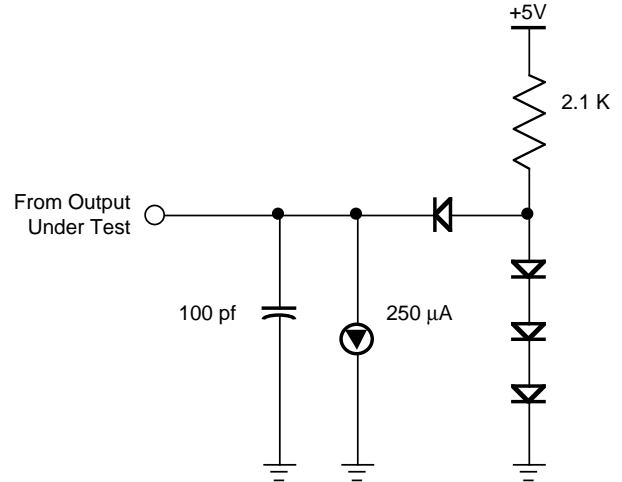 +5V
2.1 K
From Output
Under Test
100 pf
250 μA